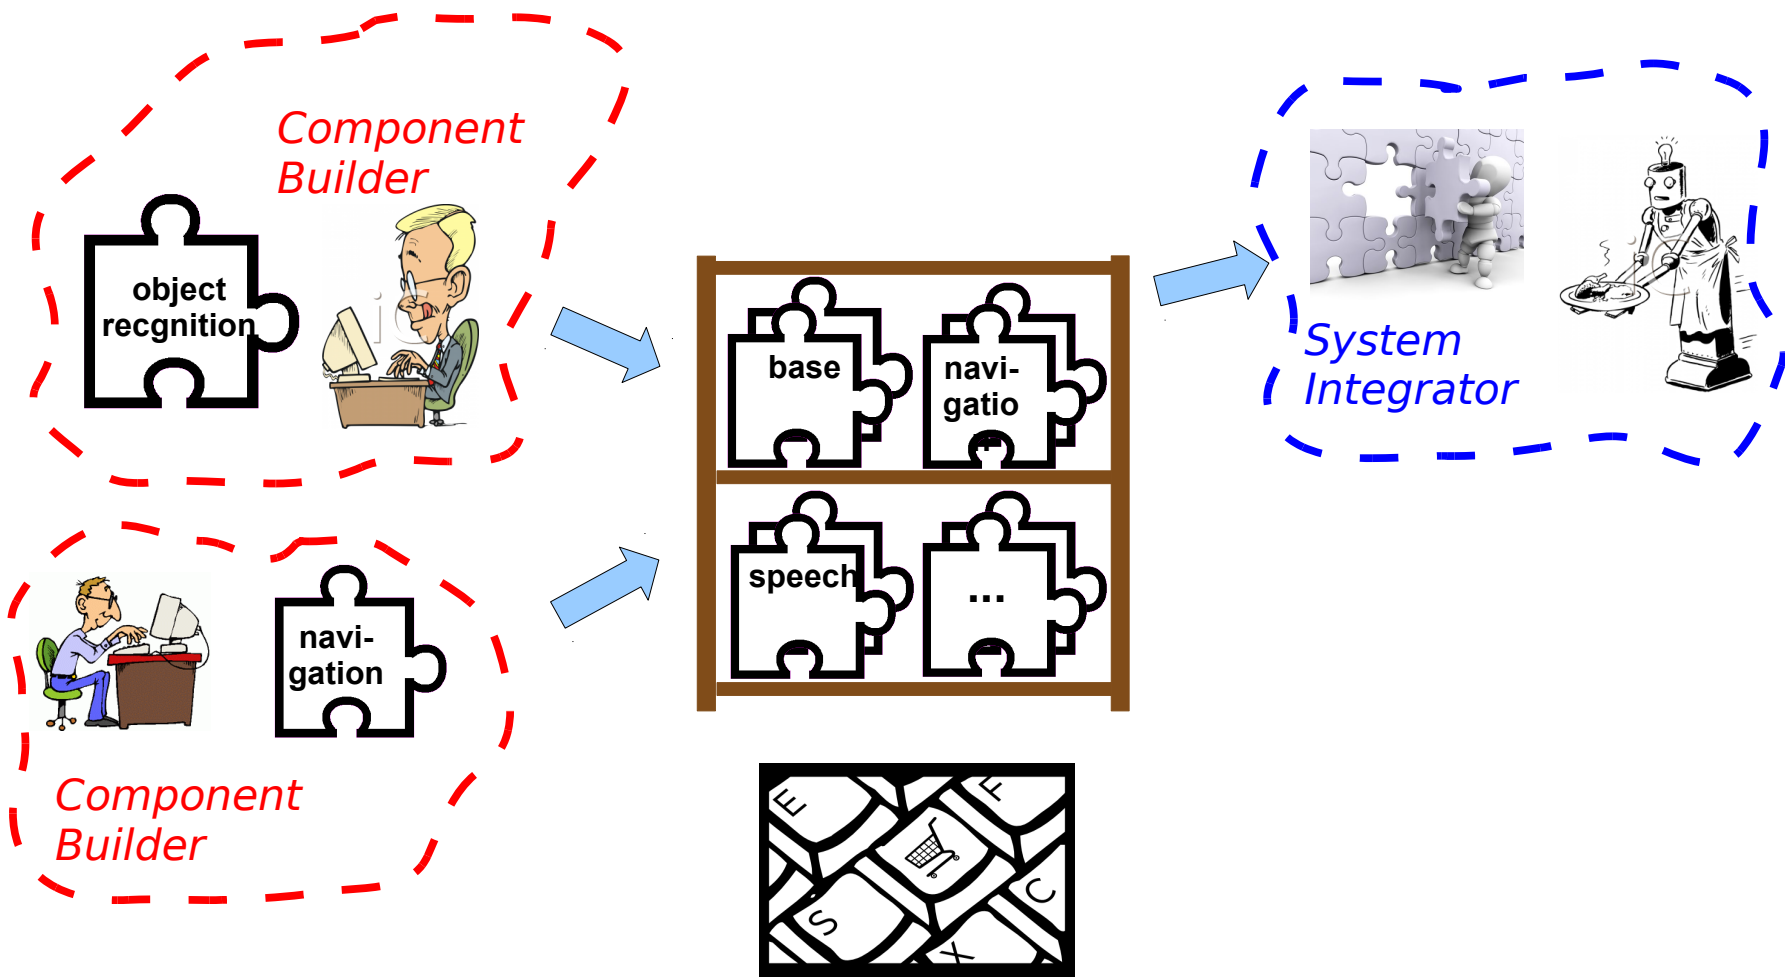 Component
Builder
object
recgnition
Component
Builder
navi-
gation
base
navi-
gatio
speech
...
System
Integrator
E
F
S
C
X